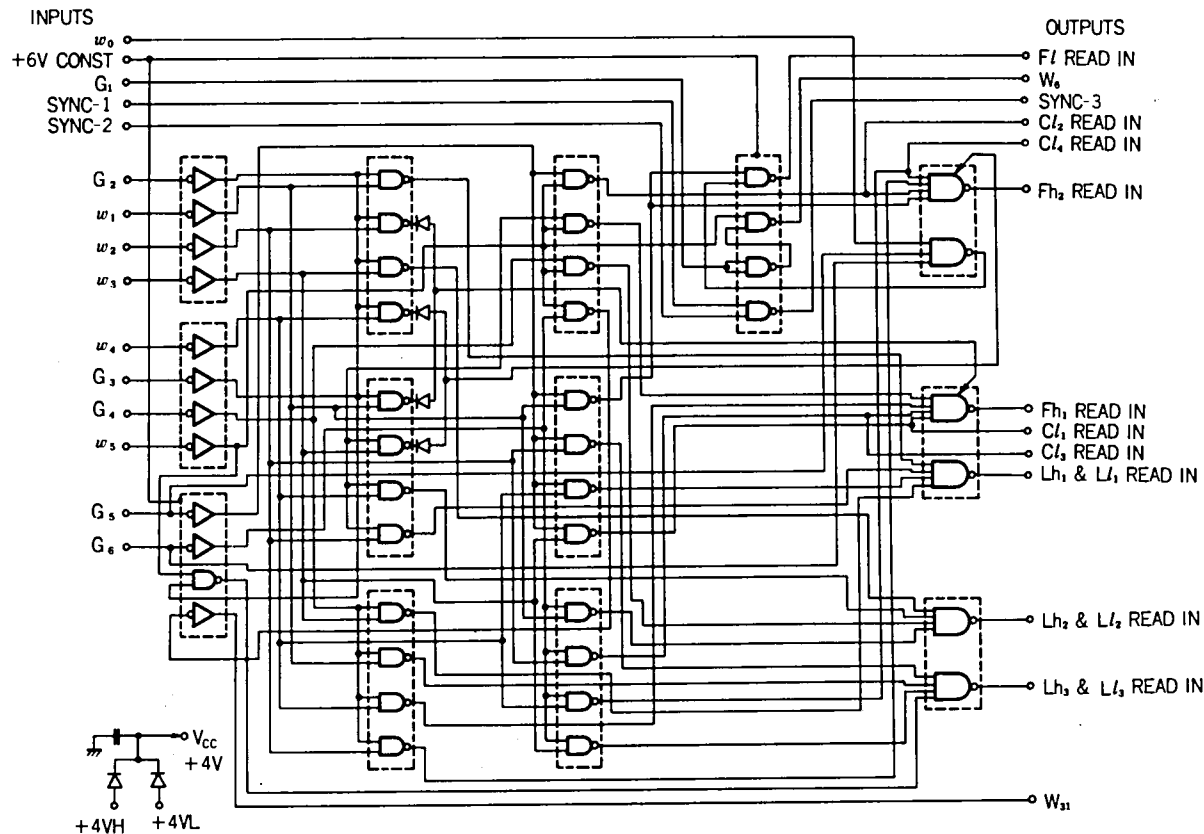 INPUTS
w₀
+6V CONST
G₁
SYNC-1
SYNC-2
G₂
w₁
w₂
w₃
w₄
G₃
G₄
w₅
G₅
G₆
V_CC
+4V
+4VH
+4VL
OUTPUTS
Fl READ IN
W₆
SYNC-3
Cl₂ READ IN
Cl₄ READ IN
Fh₂ READ IN
Fh₁ READ IN
Cl₁ READ IN
Cl₃ READ IN
Lh₁ & Ll₁ READ IN
Lh₂ & Ll₂ READ IN
Lh₃ & Ll₃ READ IN
W₃₁